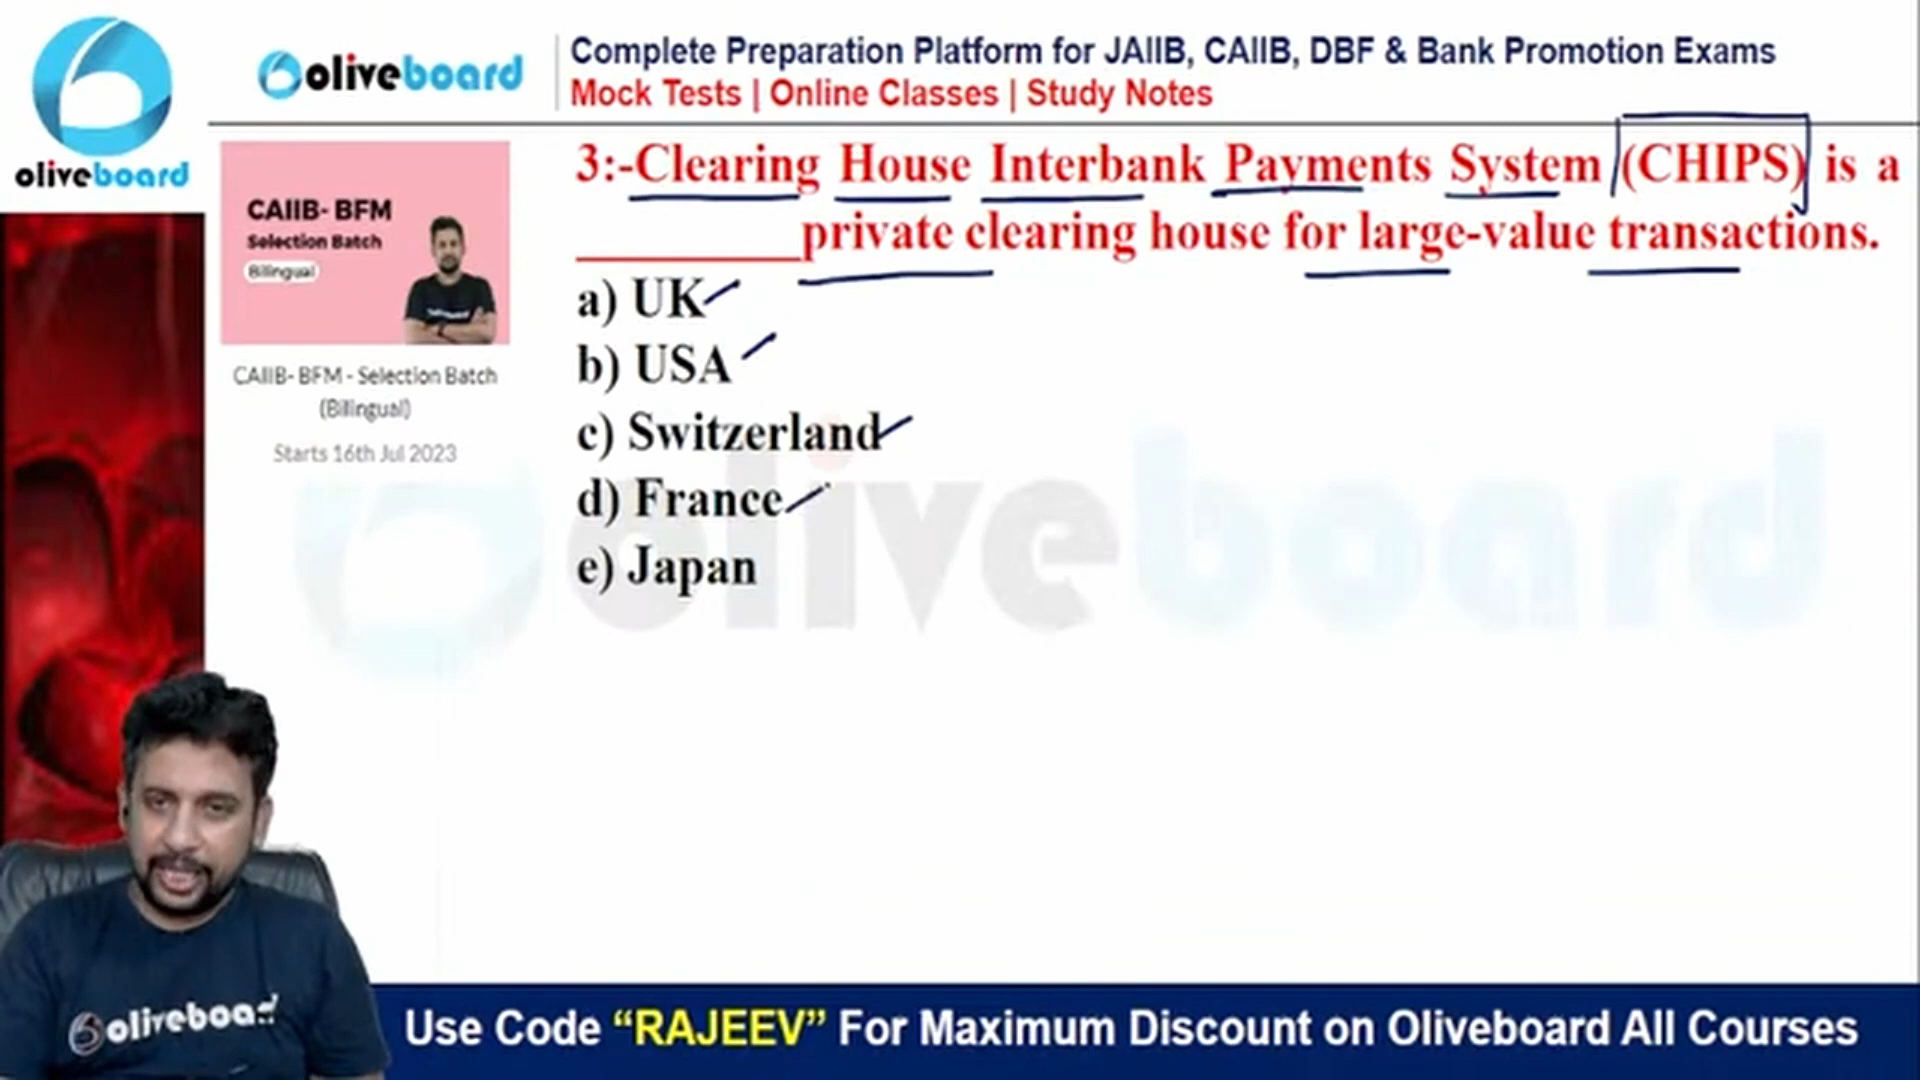 oliveboard
oliveboard
Complete Preparation Platform for JAIIB, CAIIB, DBF & Bank Promotion Exams
Mock Tests | Online Classes | Study Notes
CAIIB- BFM
Selection Batch
Bilingual
CAIIB- BFM - Selection Batch
(Bilingual)
Starts 16th Jul 2023
3:-Clearing House Interbank Payments System (CHIPS) is a
__________private clearing house for large-value transactions.
a) UK
b) USA
c) Switzerland
d) France
e) Japan
oliveboard
oliveboard
Use Code “RAJEEV” For Maximum Discount on Oliveboard All Courses